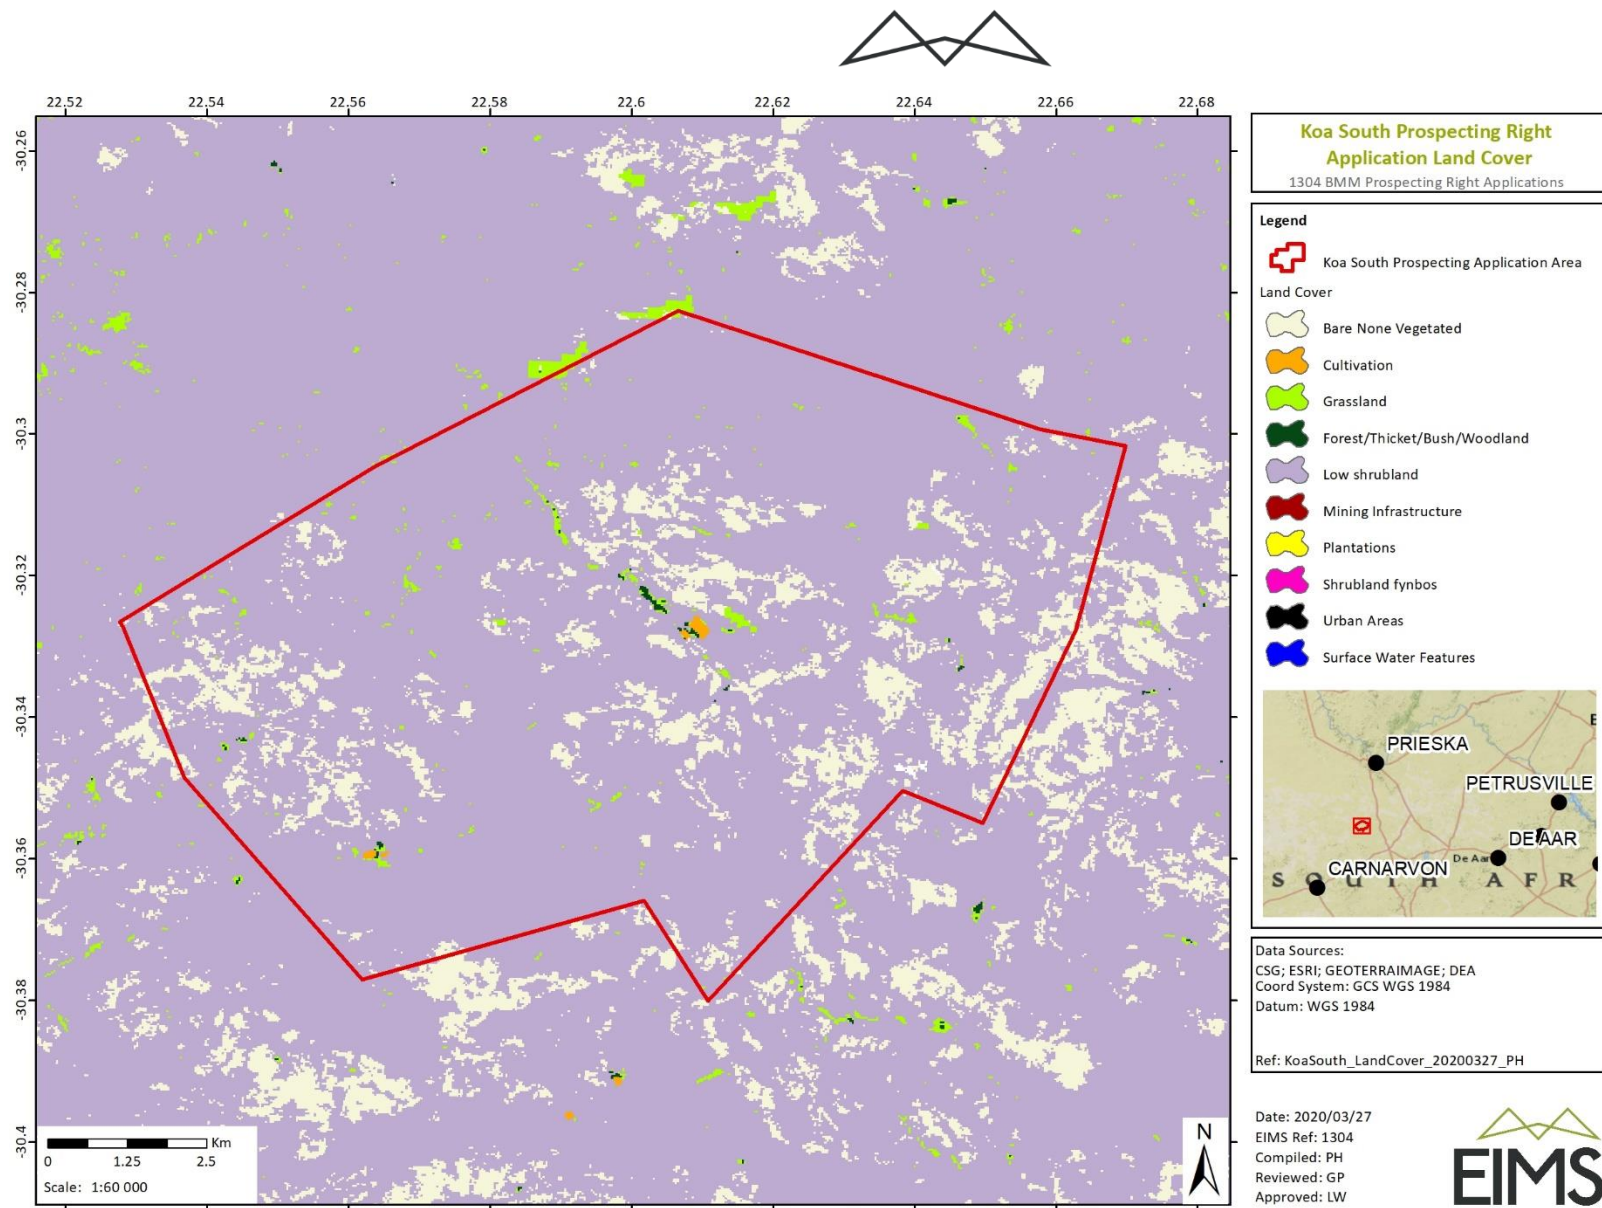 22.52 22.54 22.56 22.58 22.6 22.62 22.64 22.66 22.68
-30.26
-30.28
-30.3
-30.32
-30.34
-30.36
-30.38
-30.4
Km
0 1.25 2.5
Scale: 1:60 000
N
Koa South Prospecting Right
Application Land Cover
1304 BMM Prospecting Right Applications
Legend
Koa South Prospecting Application Area
Land Cover
Bare None Vegetated
Cultivation
Grassland
Forest/Thicket/Bush/Woodland
Low shrubland
Mining Infrastructure
Plantations
Shrubland fynbos
Urban Areas
Surface Water Features
PRIESKA
PETRUSVILLE
DE AAR
De Aar
CARNARVON
SOUTH AFR
Data Sources:
CSG; ESRI; GEOTERRAIMAGE; DEA
Coord System: GCS WGS 1984
Datum: WGS 1984
Ref: KoaSouth_LandCover_20200327_PH
Date: 2020/03/27
EIMS Ref: 1304
Compiled: PH
Reviewed: GP
Approved: LW
EIMS